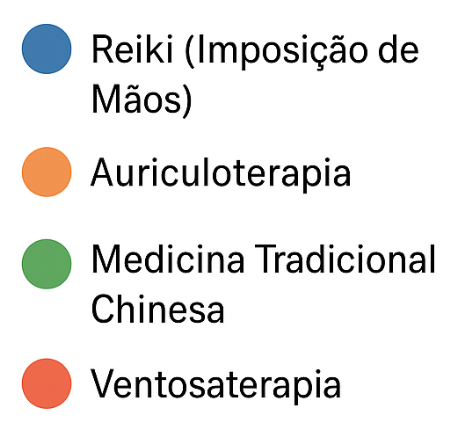 Reiki (Imposição de
Mãos)
Auriculoterapia
Medicina Tradicional
Chinesa
Ventosaterapia